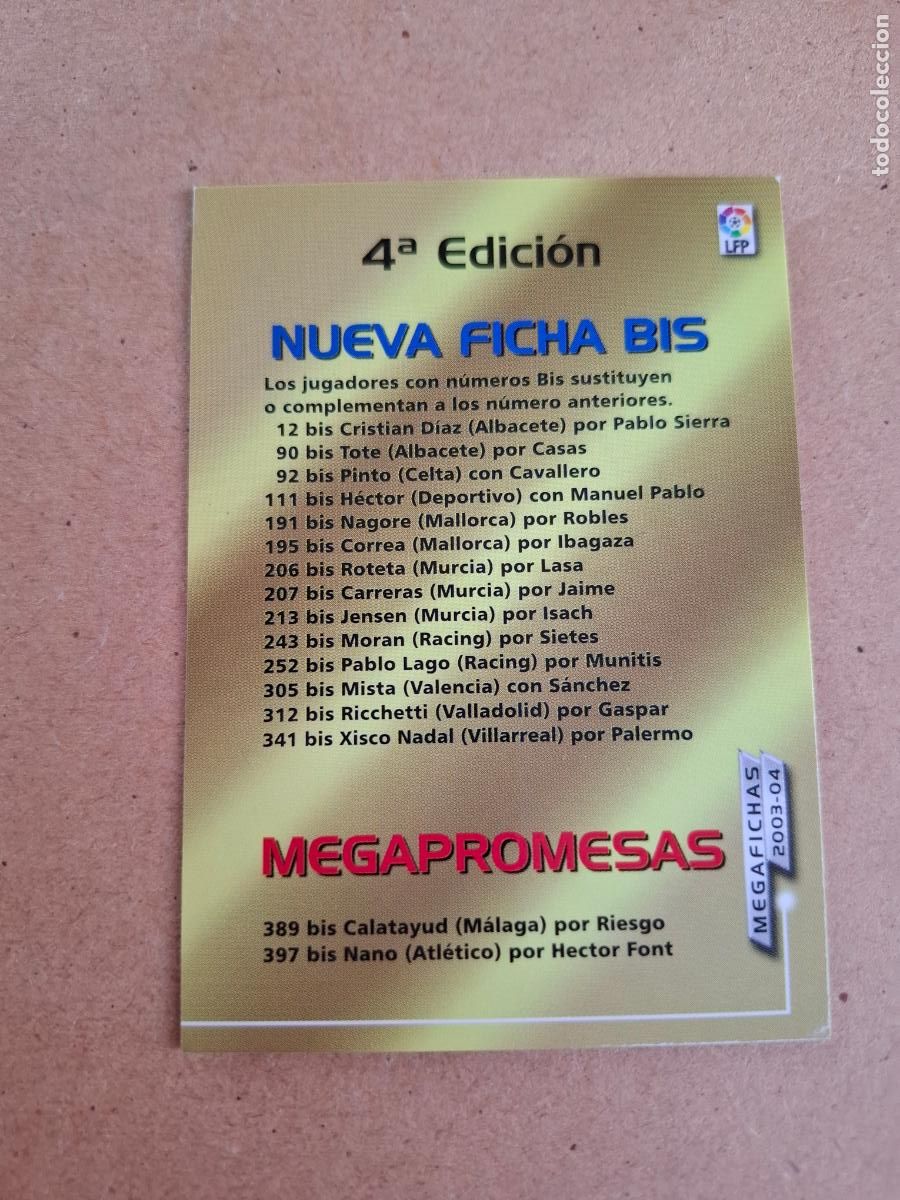 todocoleccion
LFP
4ª Edición
NUEVA FICHA BIS
Los jugadores con números Bis sustituyen
o complementan a los número anteriores.
12 bis Cristian Díaz (Albacete) por Pablo Sierra
90 bis Tote (Albacete) por Casas
92 bis Pinto (Celta) con Cavallero
111 bis Héctor (Deportivo) con Manuel Pablo
191 bis Nagore (Mallorca) por Robles
195 bis Correa (Mallorca) por Ibagaza
206 bis Roteta (Murcia) por Lasa
207 bis Carreras (Murcia) por Jaime
213 bis Jensen (Murcia) por Isach
243 bis Moran (Racing) por Sietes
252 bis Pablo Lago (Racing) por Munitis
305 bis Mista (Valencia) con Sánchez
312 bis Ricchetti (Valladolid) por Gaspar
341 bis Xisco Nadal (Villarreal) por Palermo
MEGAPROMESAS
389 bis Calatayud (Málaga) por Riesgo
397 bis Nano (Atlético) por Hector Font
MEGAFICHAS
2003-04